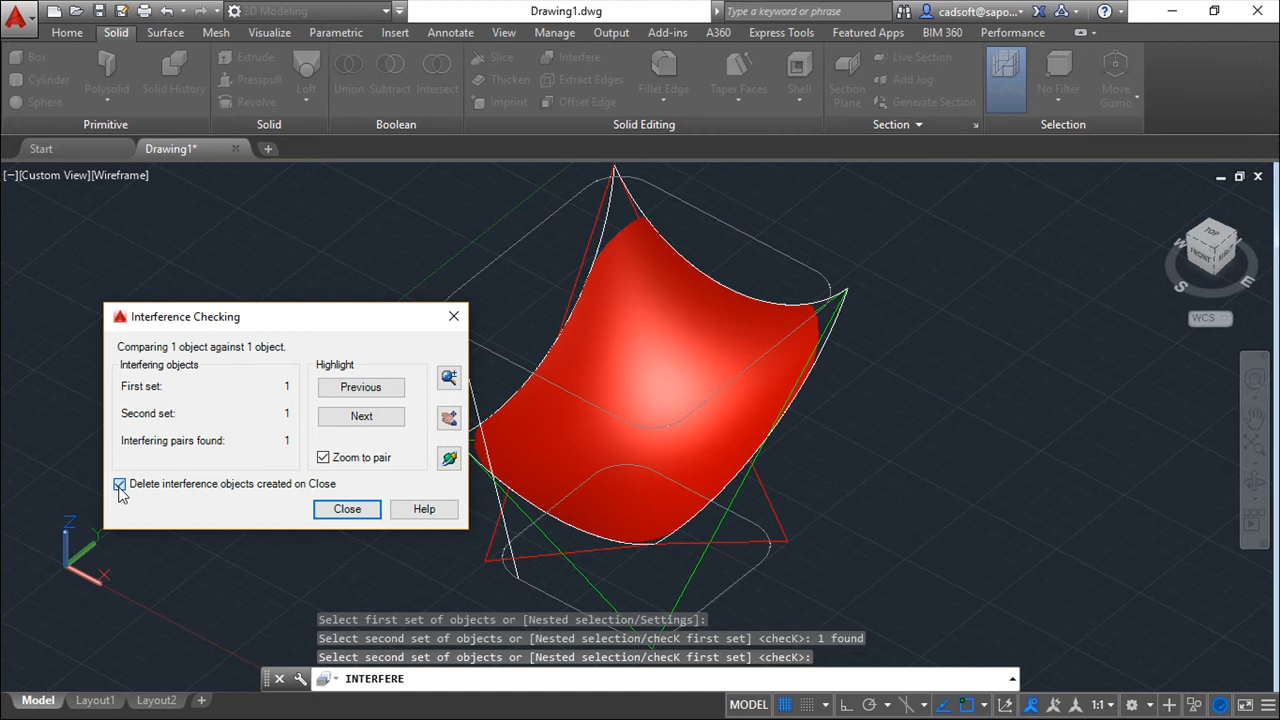 3D Modeling
Drawing1.dwg
Type a keyword or phrase
cadsoft@sapo...
Home Solid Surface Mesh Visualize Parametric Insert Annotate View Manage Output Add-ins A360 Express Tools Featured Apps BIM 360 Performance
Box
Cylinder
Sphere
Polysolid
Solid History
Extrude
Presspull
Revolve
Loft
Union
Subtract
Intersect
Slice
Thicken
Imprint
Interfere
Extract Edges
Offset Edge
Fillet Edge
Taper Faces
Shell
Section Plane
Live Section
Add Jog
Generate Section
Culling
No Filter
Move Gizmo
Primitive Solid Boolean Solid Editing Section Selection
Start Drawing1*
[−][Custom View][Wireframe]
TOP
FRONT
RIGHT
W
N
S
E
WCS
Interference Checking
Comparing 1 object against 1 object.
Interfering objects
First set: 1
Second set: 1
Interfering pairs found: 1
Highlight
Previous
Next
Zoom to pair
Delete interference objects created on Close
Close Help
Z
Y
X
Select first set of objects or [Nested selection/Settings]:
Select second set of objects or [Nested selection/checK first set] <checK>: 1 found
Select second set of objects or [Nested selection/checK first set] <checK>:
INTERFERE
Model Layout1 Layout2
MODEL
1:1